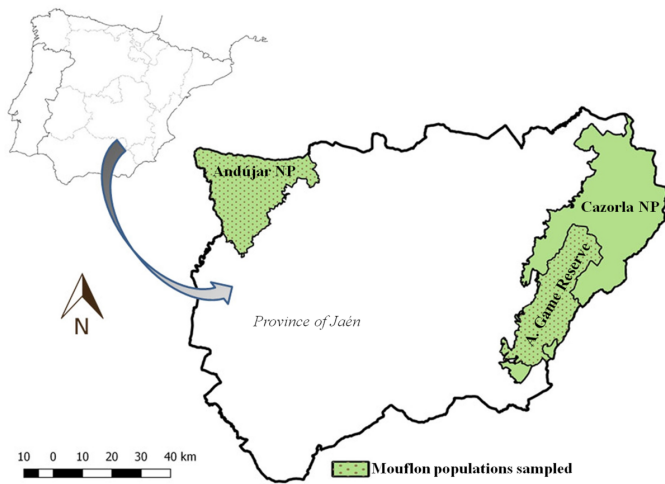 Andújar NP
Cazorla NP
A. Game Reserve
N
Province of Jaén
10 0 10 20 30 40 km
Mouflon populations sampled